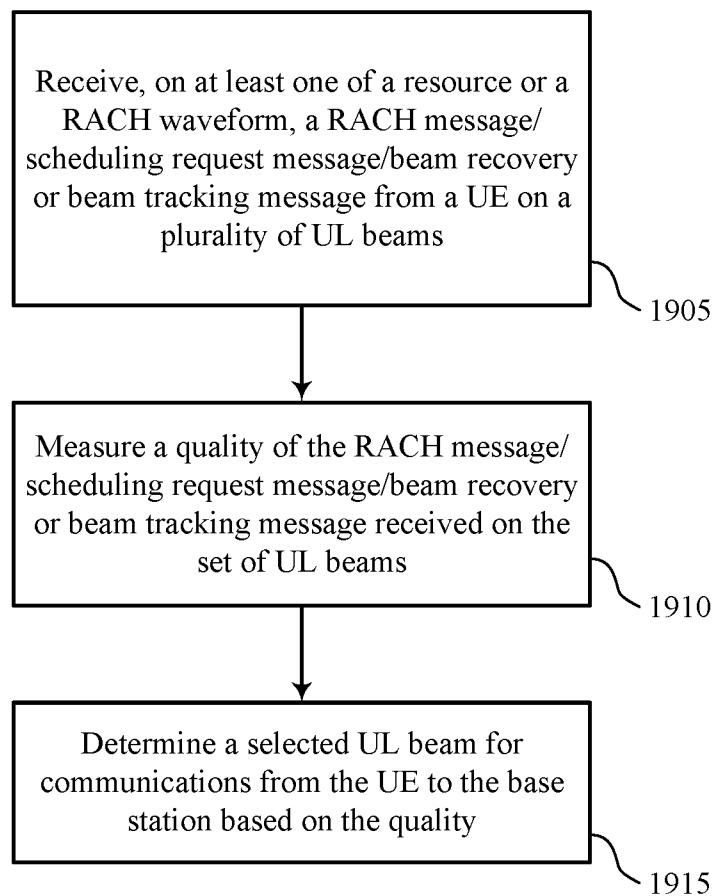 Receive, on at least one of a resource or a
RACH waveform, a RACH message/
scheduling request message/beam recovery
or beam tracking message from a UE on a
plurality of UL beams
1905
Measure a quality of the RACH message/
scheduling request message/beam recovery
or beam tracking message received on the
set of UL beams
1910
Determine a selected UL beam for
communications from the UE to the base
station based on the quality
1915